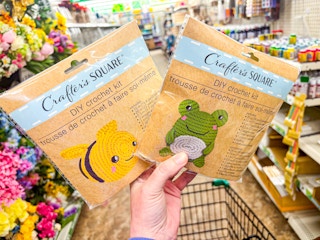 Crafter's SQUARE
DIY crochet kit
trousse de crochet à faire soi-même
Crafter's SQUARE
DIY crochet kit
trousse de crochet à faire soi-même